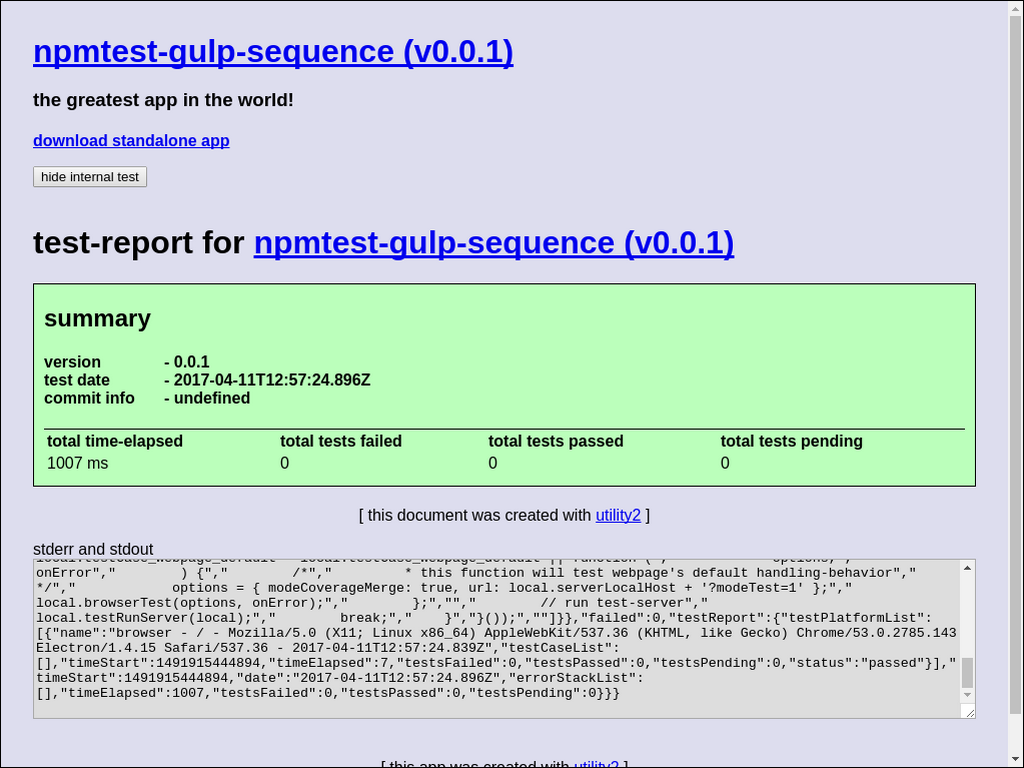 npmtest-gulp-sequence (v0.0.1)
the greatest app in the world!
download standalone app
hide internal test
test-report for npmtest-gulp-sequence (v0.0.1)
summary
version - 0.0.1
test date - 2017-04-11T12:57:24.896Z
commit info - undefined
total time-elapsed total tests failed total tests passed total tests pending
1007 ms 0 0 0
[ this document was created with utility2 ]
stderr and stdout
onError","        ) {","        /*","         * this function will test webpage's default handling-behavior","
*/","            options = { modeCoverageMerge: true, url: local.serverLocalHost + '?modeTest=1' };","
local.browserTest(options, onError);","        };","","        // run test-server","
local.testRunServer(local);","        break;","    }","}());",""]}},"failed":0,"testReport":{"testPlatformList":
[{"name":"browser - / - Mozilla/5.0 (X11; Linux x86_64) AppleWebKit/537.36 (KHTML, like Gecko) Chrome/53.0.2785.143
Electron/1.4.15 Safari/537.36 - 2017-04-11T12:57:24.839Z","testCaseList":
[],"timeStart":1491915444894,"timeElapsed":7,"testsFailed":0,"testsPassed":0,"testsPending":0,"status":"passed"}],"
timeStart":1491915444894,"date":"2017-04-11T12:57:24.896Z","errorStackList":
[],"timeElapsed":1007,"testsFailed":0,"testsPassed":0,"testsPending":0}}}
[ this app was created with utility2 ]